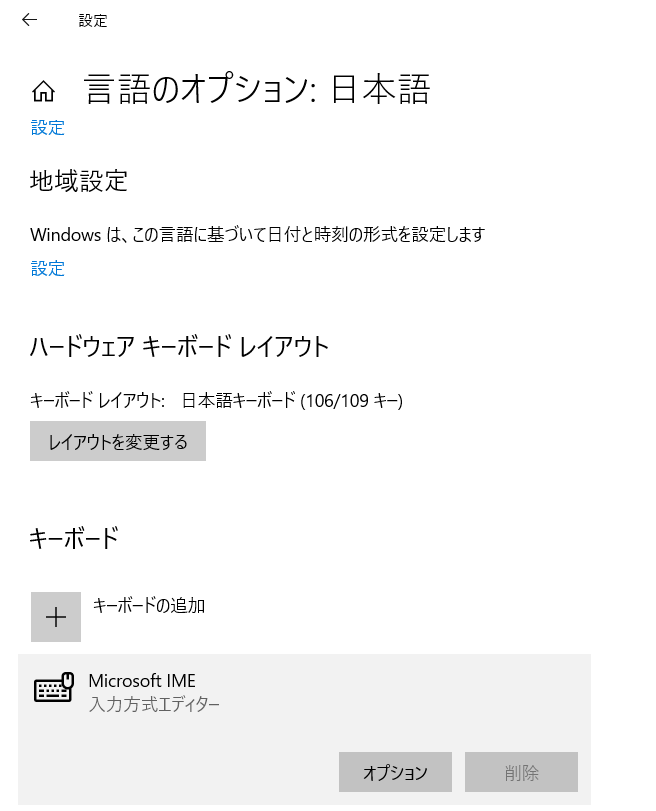 設定
言語のオプション: 日本語
設定
地域設定
Windows は、この言語に基づいて日付と時刻の形式を設定します
設定
ハードウェア キーボード レイアウト
キーボード レイアウト: 日本語キーボード (106/109 キー)
レイアウトを変更する
キーボード
キーボードの追加
Microsoft IME
入力方式エディター
オプション 削除